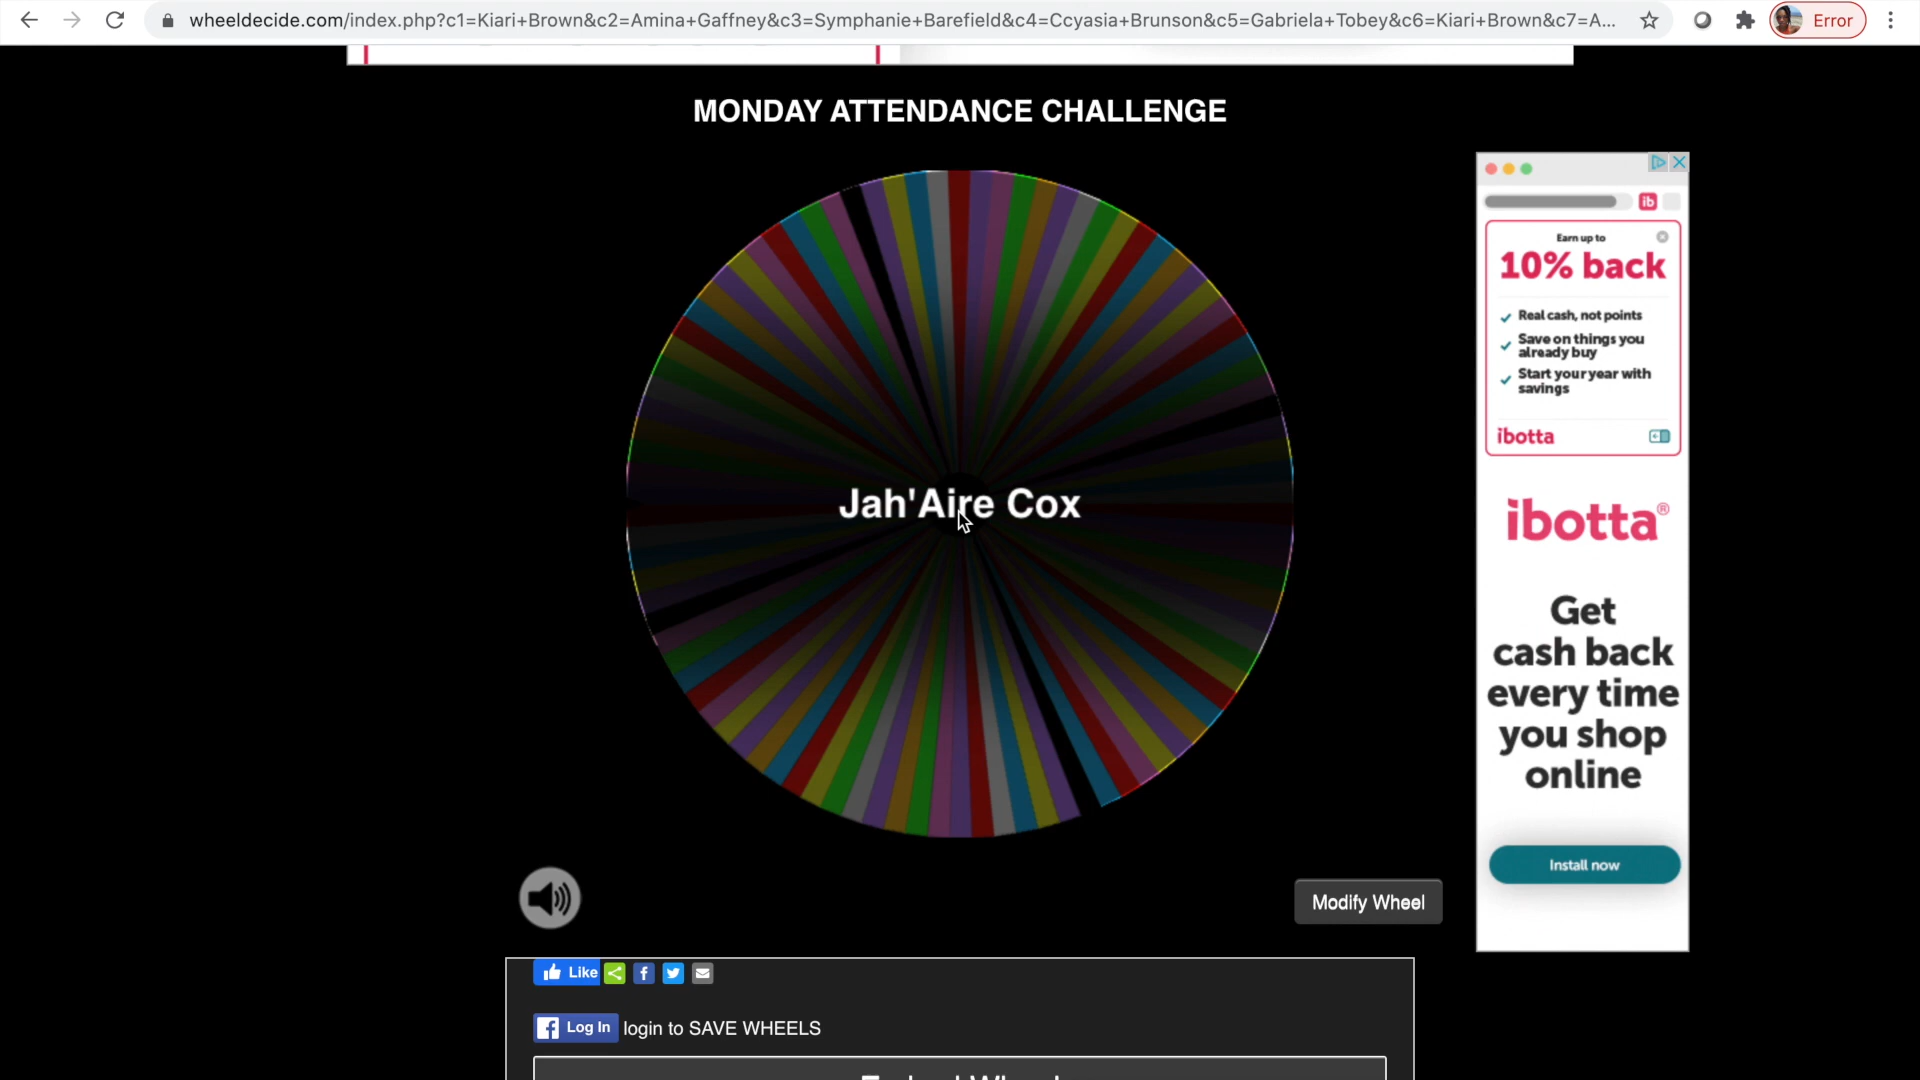 wheeldecide.com/index.php?c1=Kiari+Brown&c2=Amina+Gaffney&c3=Symphanie+Barefield&c4=Ccyasia+Brunson&c5=Gabriela+Tobey&c6=Kiari+Brown&c7=A...
Error
MONDAY ATTENDANCE CHALLENGE
Jah'Aire Cox
ib
Earn up to
10% back
Real cash, not points
Save on things you
already buy
Start your year with
savings
ibotta
ibotta®
Get
cash back
every time
you shop
online
Install now
Modify Wheel
Like
Log In login to SAVE WHEELS